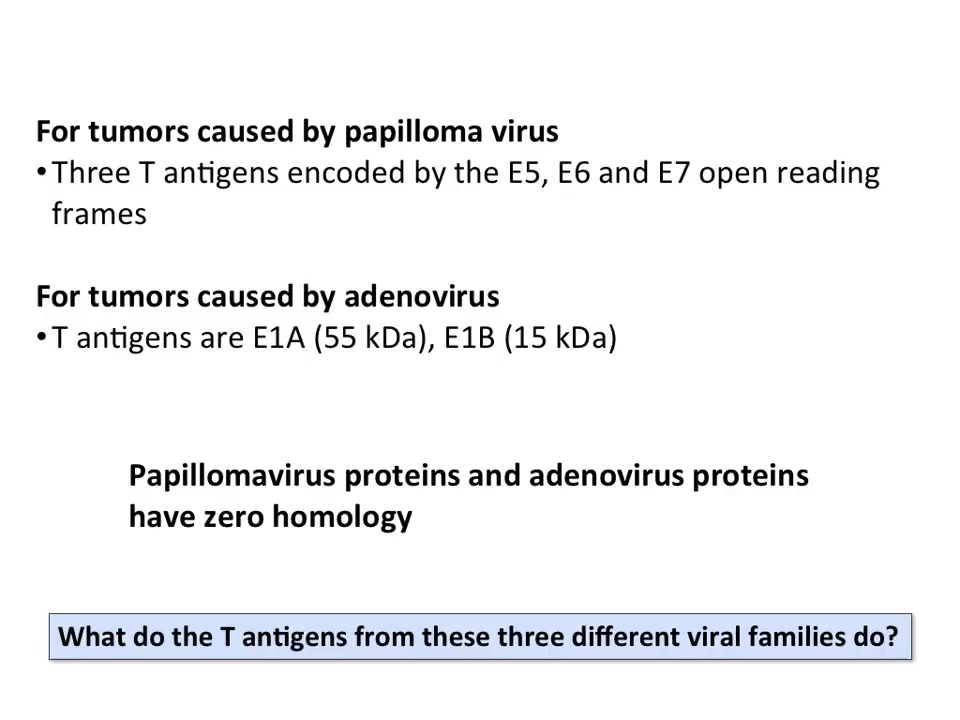 For tumors caused by papilloma virus
•Three T antigens encoded by the E5, E6 and E7 open reading
frames
For tumors caused by adenovirus
•T antigens are E1A (55 kDa), E1B (15 kDa)
Papillomavirus proteins and adenovirus proteins
have zero homology
What do the T antigens from these three different viral families do?